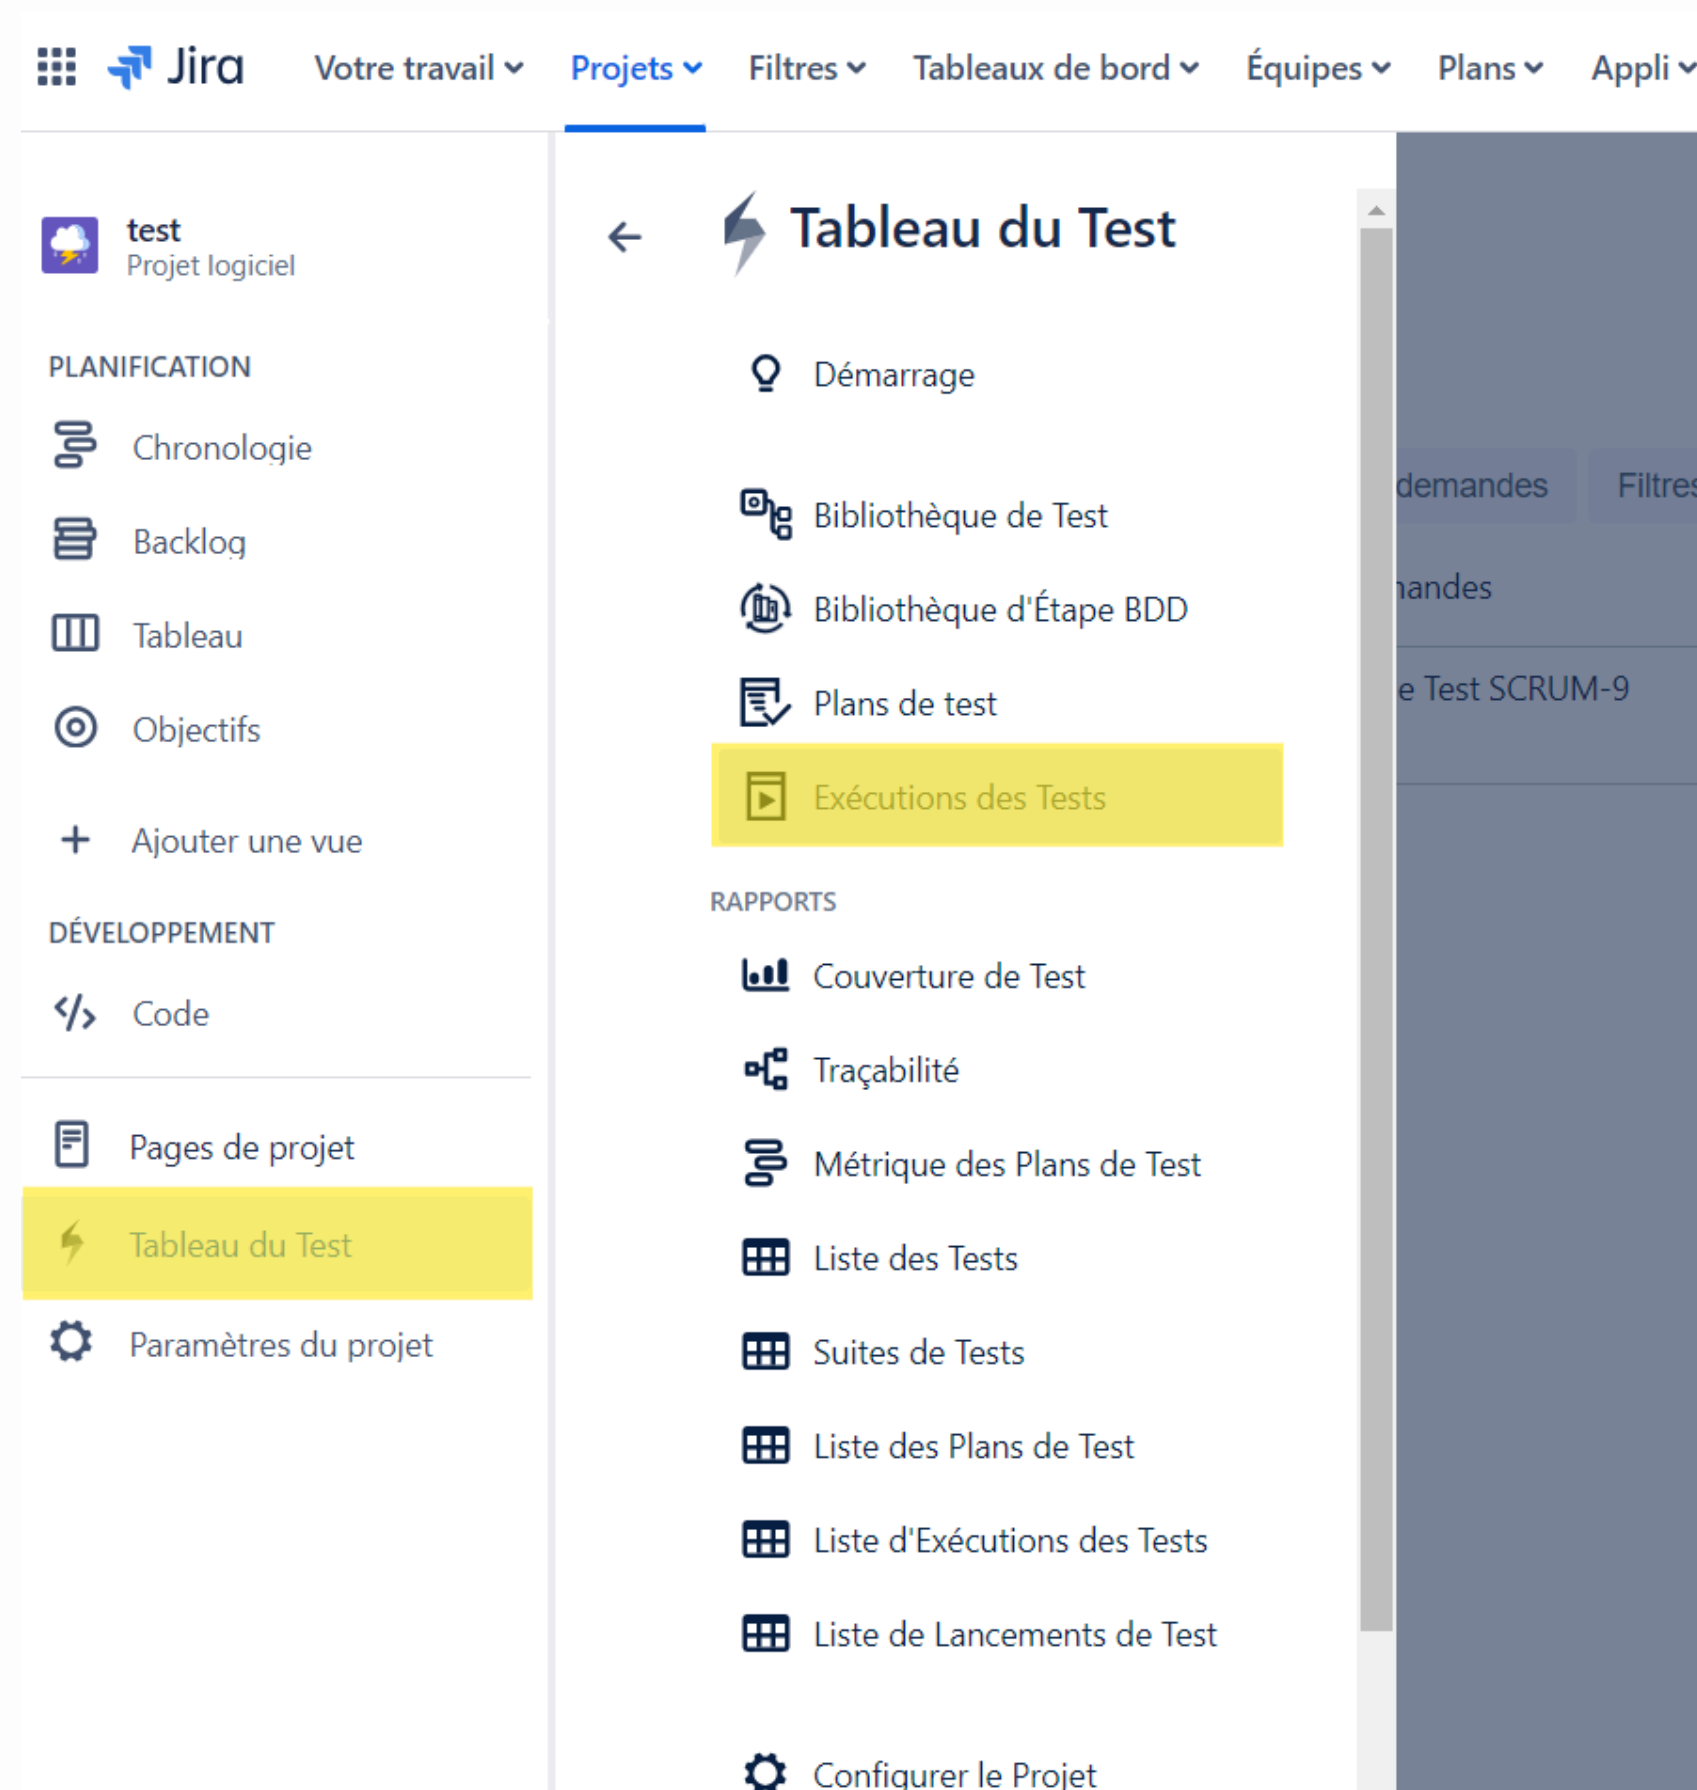 Jira Votre travail Projets Filtres Tableaux de bord Équipes Plans Appli
test
Projet logiciel
PLANIFICATION
Chronologie
Backlog
Tableau
Objectifs
Ajouter une vue
DÉVELOPPEMENT
Code
Pages de projet
Tableau du Test
Paramètres du projet
Tableau du Test
Démarrage
Bibliothèque de Test
Bibliothèque d'Étape BDD
Plans de test
Exécutions des Tests
RAPPORTS
Couverture de Test
Traçabilité
Métrique des Plans de Test
Liste des Tests
Suites de Tests
Liste des Plans de Test
Liste d'Exécutions des Tests
Liste de Lancements de Test
Configurer le Projet
demandes Filtres
andes
e Test SCRUM-9